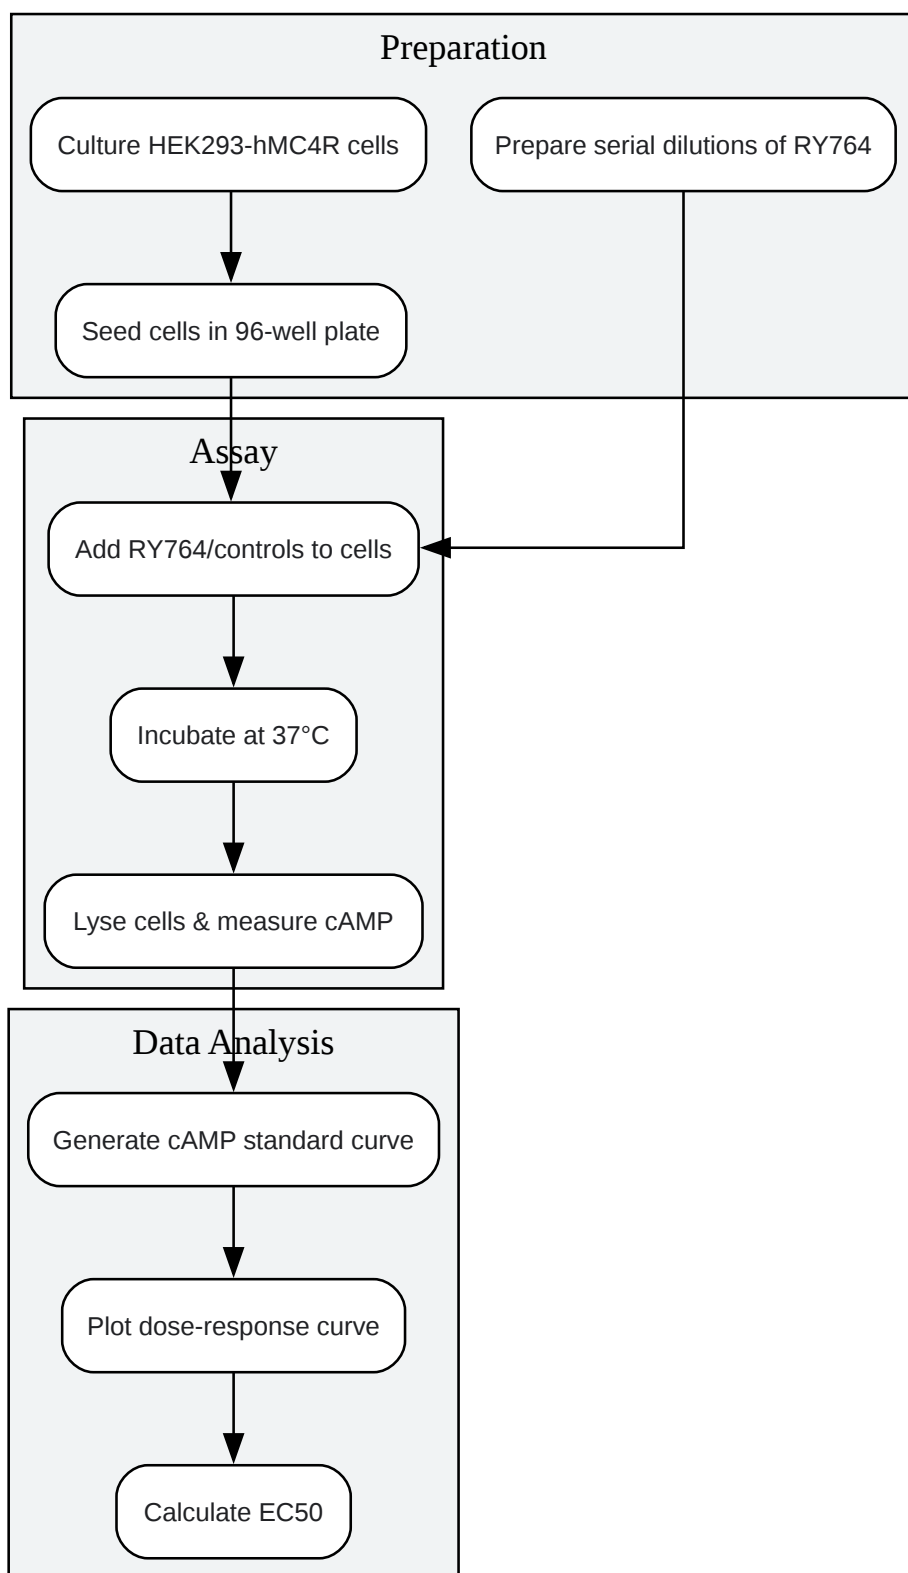 Preparation
Culture HEK293-hMC4R cells
Prepare serial dilutions of RY764
Seed cells in 96-well plate
Assay
Add RY764/controls to cells
Incubate at 37°C
Lyse cells & measure cAMP
Data Analysis
Generate cAMP standard curve
Plot dose-response curve
Calculate EC50